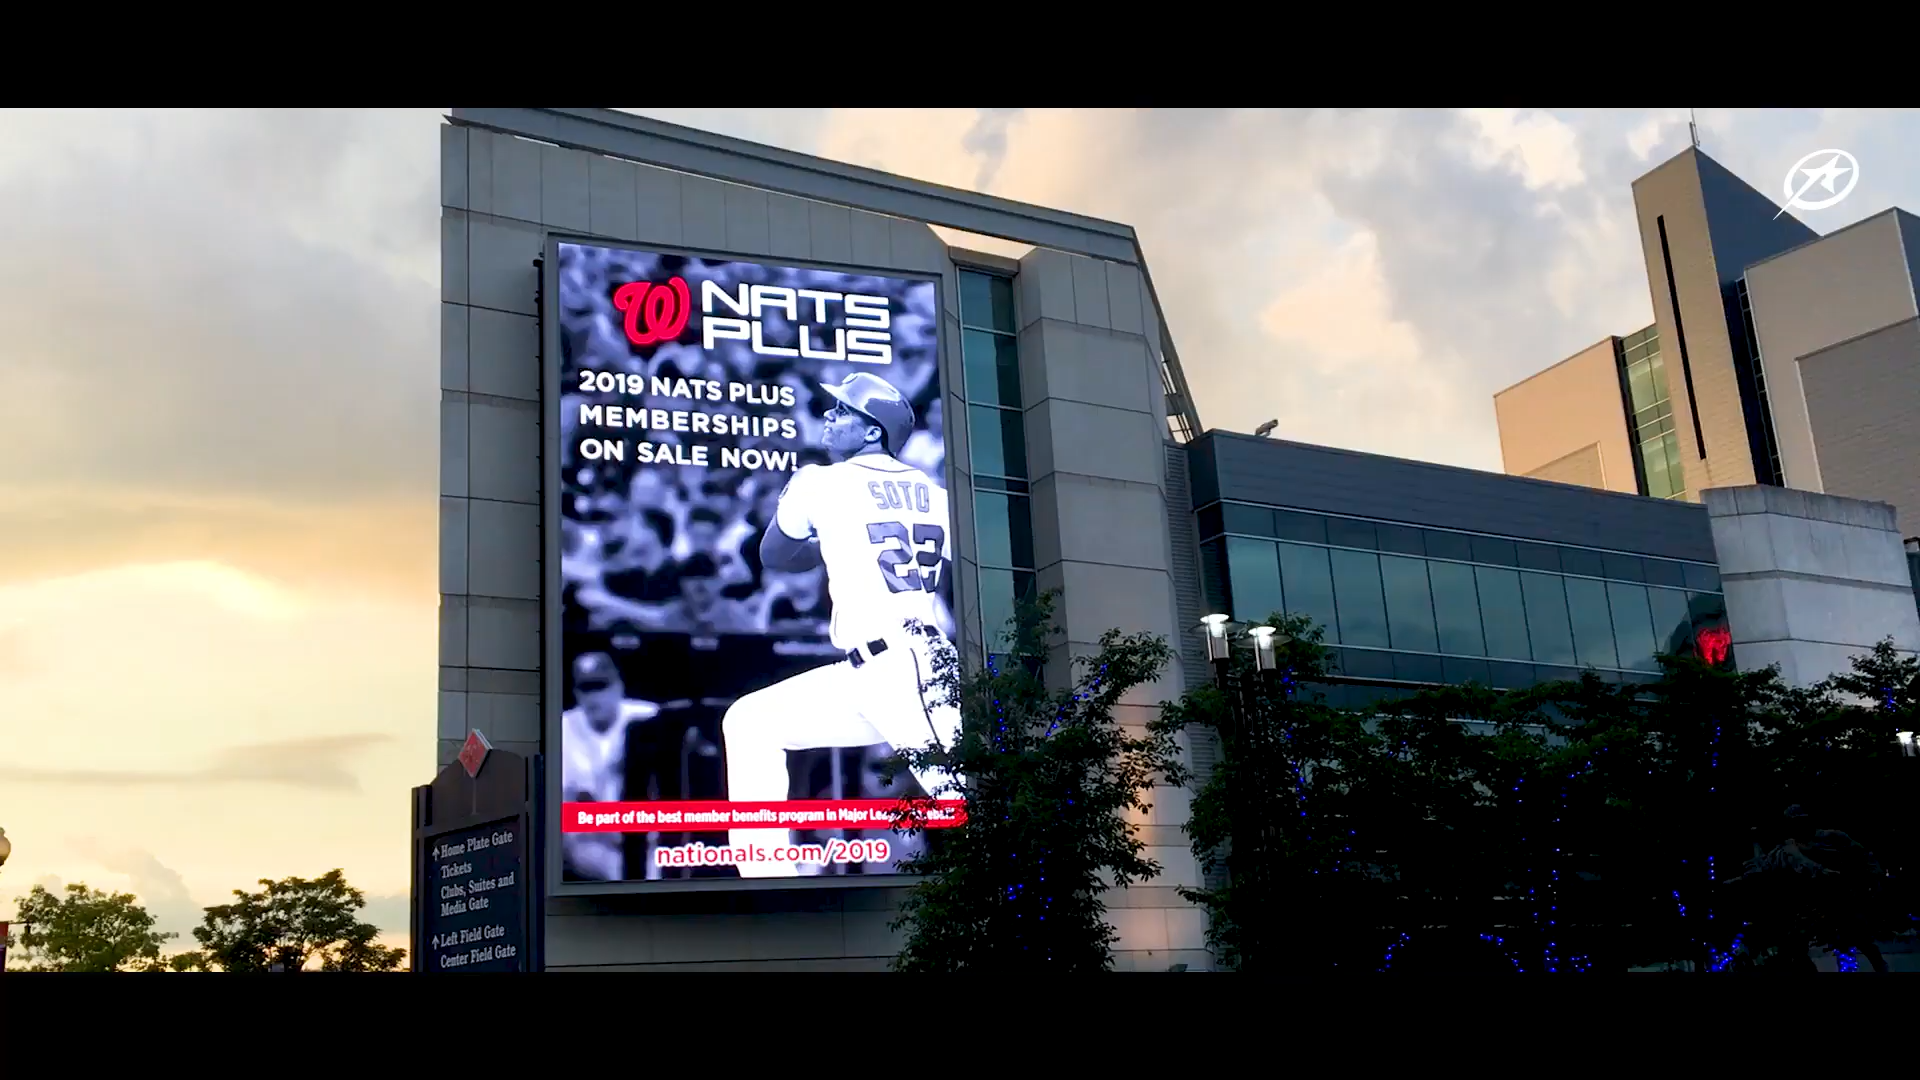 W NATS
PLUS
2019 NATS PLUS
MEMBERSHIPS
ON SALE NOW!
SOTO
22
Be part of the best member benefits program in Major
nationals.com/2019
Home Plate Gate
Tickets
Clubs, Suites and
Media Gate
Left Field Gate
Center Field Gate